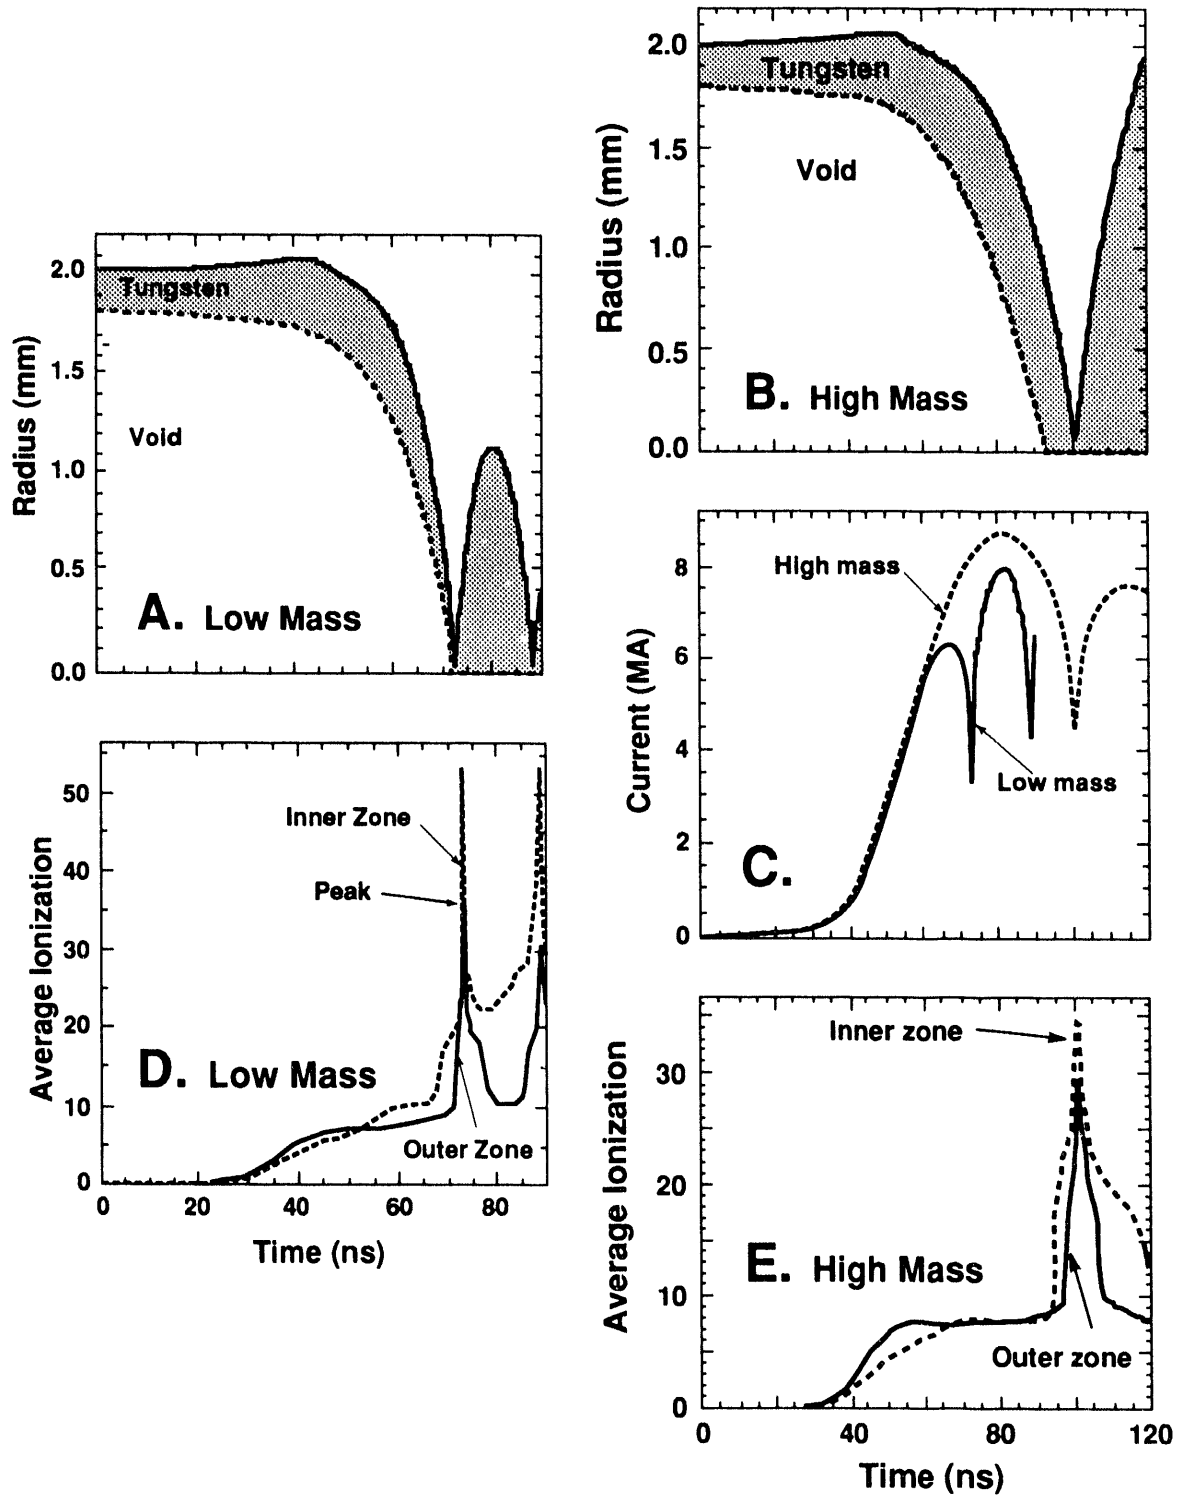 2.0
1.5
1.0
0.5
0.0
Radius (mm)
Tungsten
Void
A. Low Mass
2.0
1.5
1.0
0.5
0.0
Radius (mm)
Tungsten
Void
B. High Mass
8
6
4
2
0
Current (MA)
High mass
Low mass
C.
50
40
30
20
10
0
Average Ionization
Inner Zone
Peak
D. Low Mass
Outer Zone
0 20 40 60 80
Time (ns)
30
20
10
0
Average Ionization
Inner zone
E. High Mass
Outer zone
0 40 80 120
Time (ns)